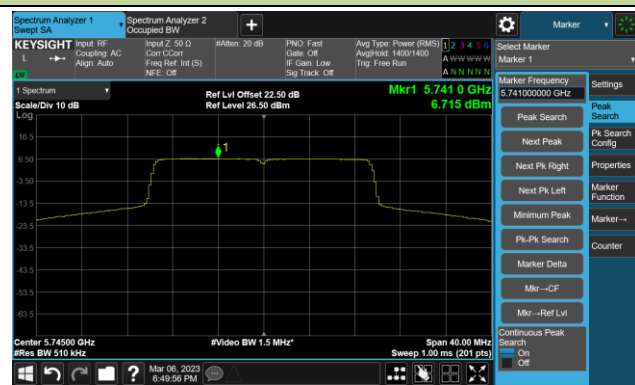 Spectrum Analyzer 1
Swept SA
Spectrum Analyzer 2
Occupied BW
Marker
KEYSIGHT
L
Input: RF
Coupling: AC
Align: Auto
Input Z: 50 Ω
Corr CCorr
Freq Ref: Int (S)
NFE: Off
#Atten: 20 dB
PNO: Fast
Gate: Off
IF Gain: Low
Sig Track: Off
Avg Type: Power (RMS)
Avg|Hold: 1400/1400
Trig: Free Run
1 2 3 4 5 6
A W W W W W
A N N N N N
Select Marker
Marker 1
1 Spectrum
Scale/Div 10 dB
Log
Ref Lvl Offset 22.50 dB
Ref Level 26.50 dBm
Mkr1 5.741 0 GHz
6.715 dBm
1
16.5
6.50
-3.50
-13.5
-23.5
-33.5
-43.5
-53.5
-63.5
Center 5.74500 GHz
#Res BW 510 kHz
#Video BW 1.5 MHz*
Span 40.00 MHz
Sweep 1.00 ms (201 pts)
Marker Frequency
5.741000000 GHz
Peak Search
Next Peak
Next Pk Right
Next Pk Left
Minimum Peak
Pk-Pk Search
Marker Delta
Mkr→CF
Mkr→Ref Lvl
Continuous Peak
Search
On
Off
Settings
Peak
Search
Pk Search
Config
Properties
Marker
Function
Marker→
Counter
?
Mar 06, 2023
6:49:56 PM